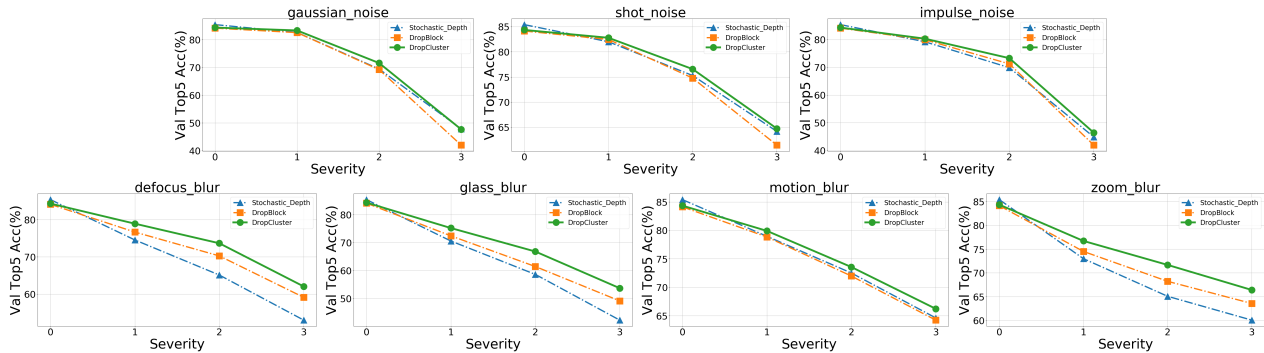 gaussian_noise
Val Top5 Acc(%)
80
70
60
50
40
0
1
2
3
Severity
Stochastic_Depth
DropBlock
DropCluster
shot_noise
Val Top5 Acc(%)
85
80
75
70
65
0
1
2
3
Severity
Stochastic_Depth
DropBlock
DropCluster
impulse_noise
Val Top5 Acc(%)
80
70
60
50
40
0
1
2
3
Severity
Stochastic_Depth
DropBlock
DropCluster
defocus_blur
Val Top5 Acc(%)
80
70
60
0
1
2
3
Severity
Stochastic_Depth
DropBlock
DropCluster
glass_blur
Val Top5 Acc(%)
80
70
60
50
0
1
2
3
Severity
Stochastic_Depth
DropBlock
DropCluster
motion_blur
Val Top5 Acc(%)
85
80
75
70
65
0
1
2
3
Severity
Stochastic_Depth
DropBlock
DropCluster
zoom_blur
Val Top5 Acc(%)
85
80
75
70
65
60
0
1
2
3
Severity
Stochastic_Depth
DropBlock
DropCluster